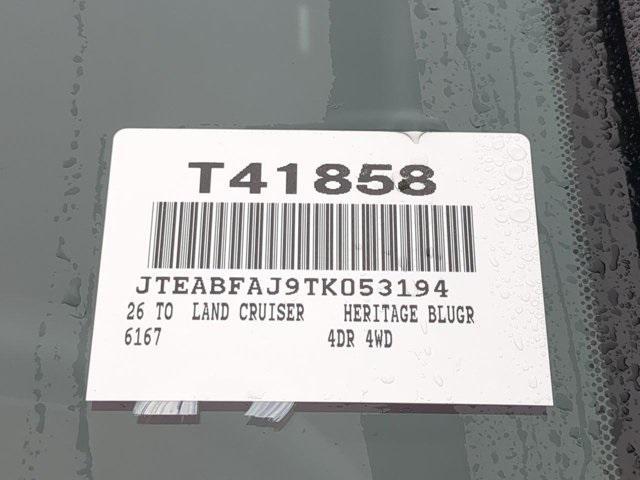 T41858
JTEABFAJ9TK053194
26 TO LAND CRUISER HERITAGE BLUGR
6167 4DR 4WD